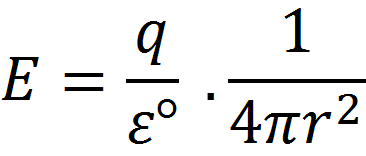 E = q/ε° . 1/4πr²